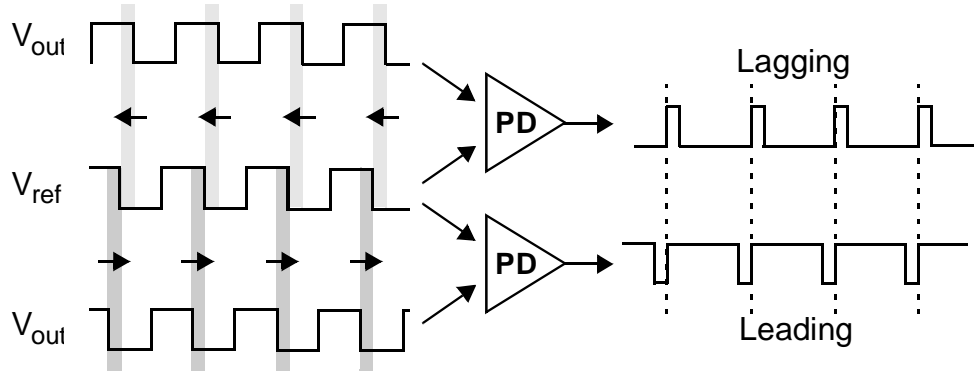 Vout
Lagging
PD
Vref
PD
Vout
Leading